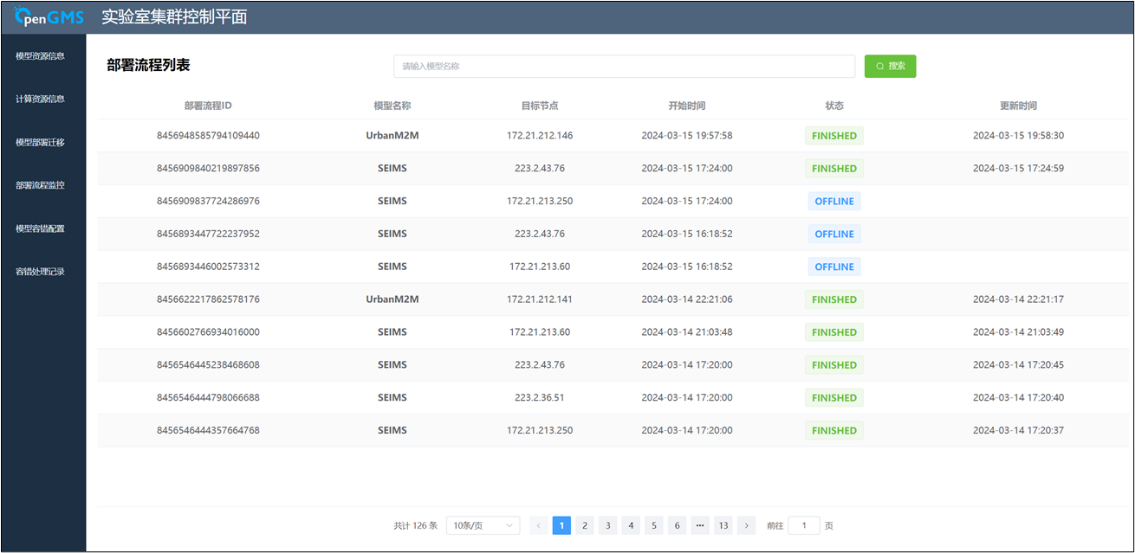 OpenGMS 实验室集群控制平面
模型资源信息
计算资源信息
模型部署迁移
部署流程监控
模型容错配置
容错处理记录
部署流程列表 请输入模型名称 搜索
部署流程ID 模型名称 目标节点 开始时间 状态 更新时间
8456948585794109440 UrbanM2M 172.21.212.146 2024-03-15 19:57:58 FINISHED 2024-03-15 19:58:30
8456909840219897856 SEIMS 223.2.43.76 2024-03-15 17:24:00 FINISHED 2024-03-15 17:24:59
8456909837724286976 SEIMS 172.21.213.250 2024-03-15 17:24:00 OFFLINE
8456893447722237952 SEIMS 223.2.43.76 2024-03-15 16:18:52 OFFLINE
8456893446002573312 SEIMS 172.21.213.60 2024-03-15 16:18:52 OFFLINE
8456622217862578176 UrbanM2M 172.21.212.141 2024-03-14 22:21:06 FINISHED 2024-03-14 22:21:17
8456602766934016000 SEIMS 172.21.213.60 2024-03-14 21:03:48 FINISHED 2024-03-14 21:03:49
8456546445238468608 SEIMS 223.2.43.76 2024-03-14 17:20:00 FINISHED 2024-03-14 17:20:45
8456546444798066688 SEIMS 223.2.36.51 2024-03-14 17:20:00 FINISHED 2024-03-14 17:20:40
8456546444357664768 SEIMS 172.21.213.250 2024-03-14 17:20:00 FINISHED 2024-03-14 17:20:37
共计 126 条 10条/页 1 2 3 4 5 6 ··· 13 前往 1 页